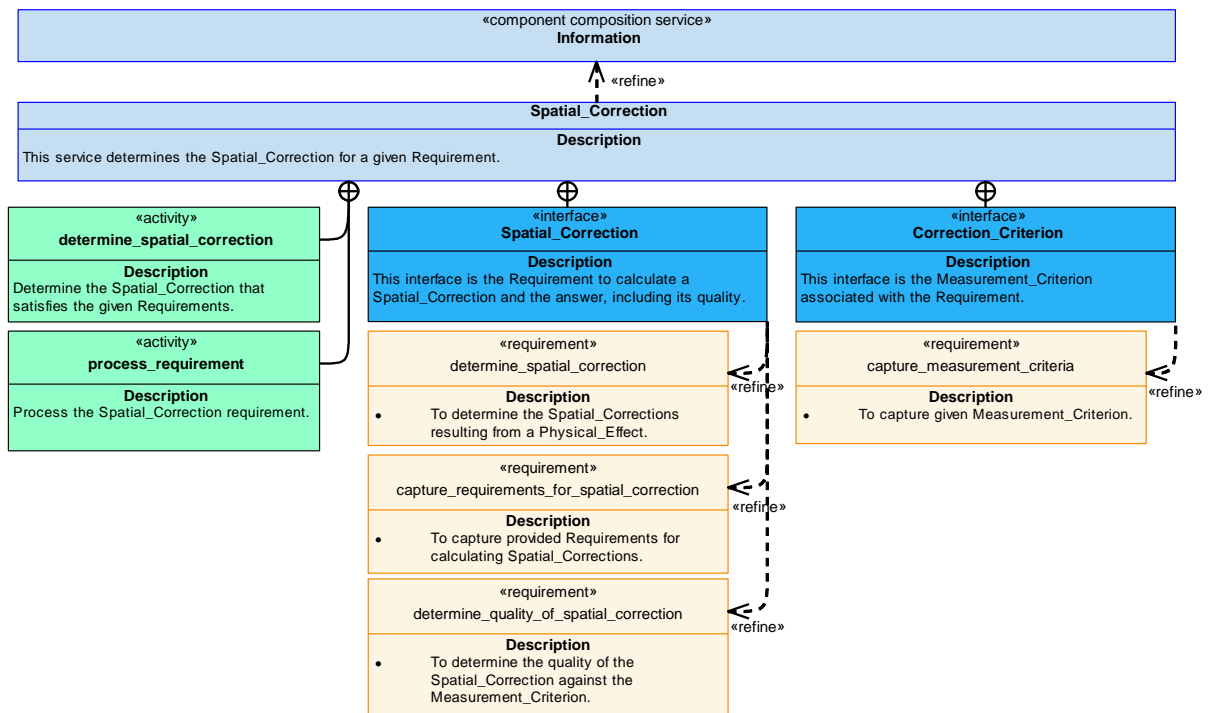 «component composition service»
Information
«refine»
Spatial_Correction
Description
This service determines the Spatial_Correction for a given Requirement.
«activity»
determine_spatial_correction
Description
Determine the Spatial_Correction that
satisfies the given Requirements.
«activity»
process_requirement
Description
Process the Spatial_Correction requirement.
«interface»
Spatial_Correction
Description
This interface is the Requirement to calculate a
Spatial_Correction and the answer, including its quality.
«requirement»
determine_spatial_correction
«refine»
Description
• To determine the Spatial_Corrections
resulting from a Physical_Effect.
«requirement»
capture_requirements_for_spatial_correction
«refine»
Description
• To capture provided Requirements for
calculating Spatial_Corrections.
«requirement»
determine_quality_of_spatial_correction
«refine»
Description
• To determine the quality of the
Spatial_Correction against the
Measurement_Criterion.
«interface»
Correction_Criterion
Description
This interface is the Measurement_Criterion
associated with the Requirement.
«requirement»
capture_measurement_criteria
«refine»
Description
• To capture given Measurement_Criterion.